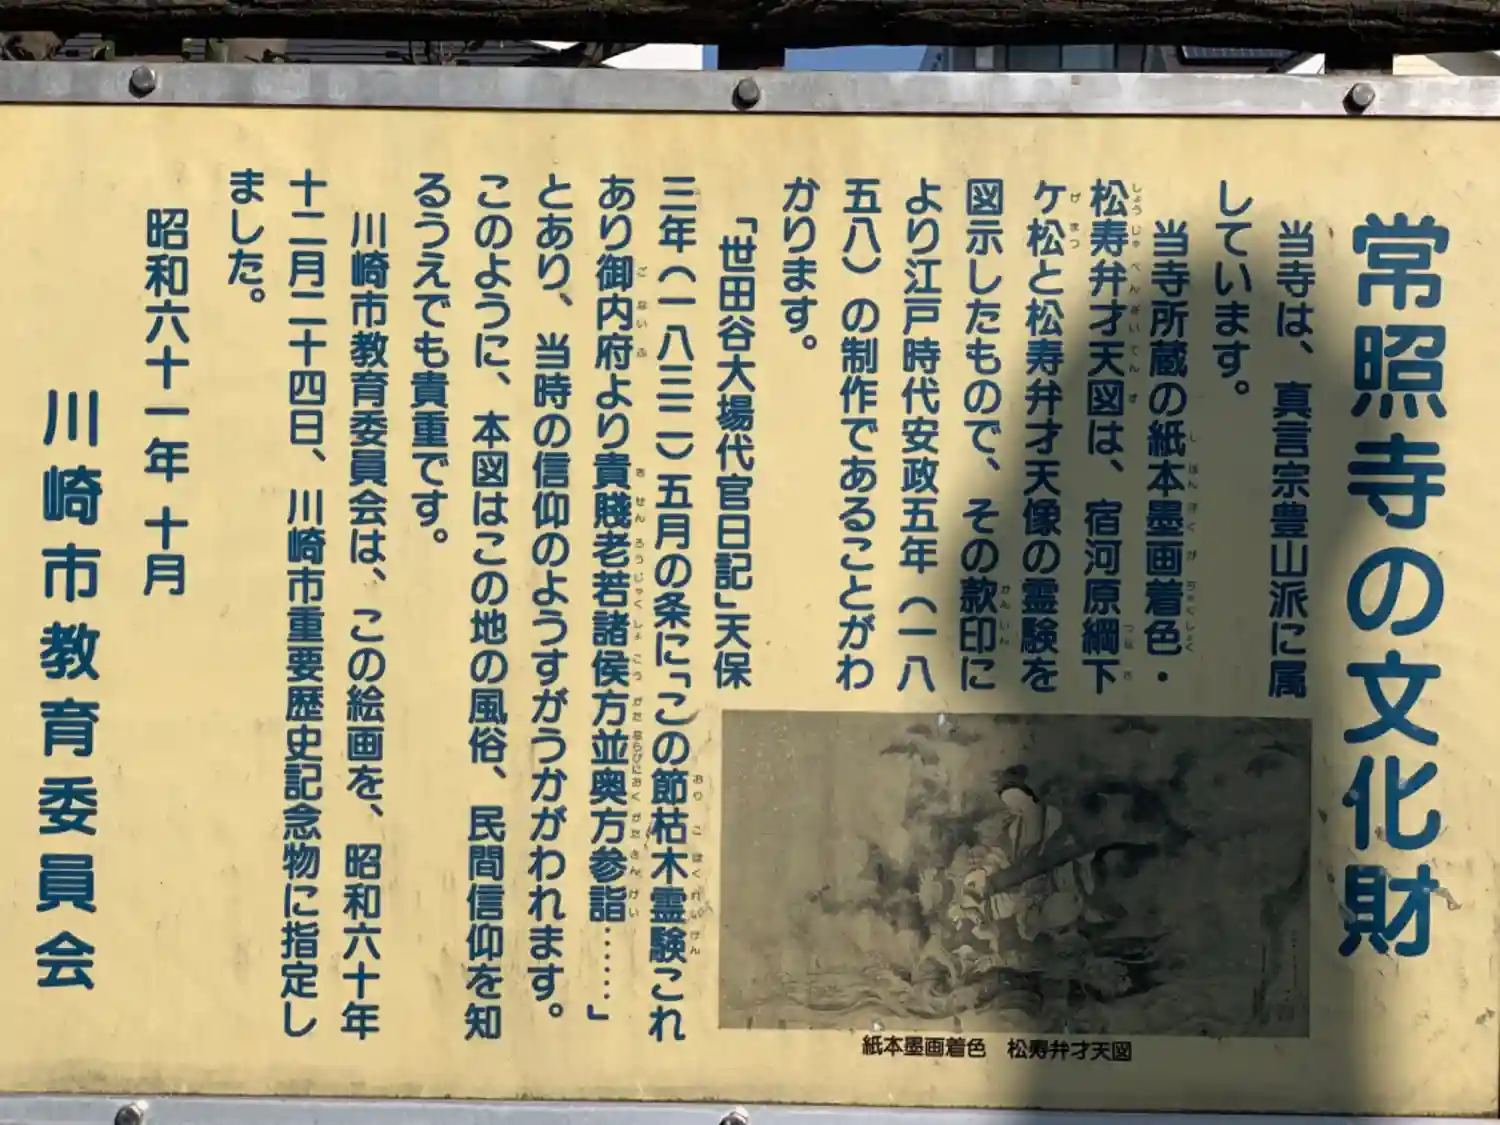 常照寺の文化財
当寺は、真言宗豊山派に属
しています。
当寺所蔵の紙本墨画着色・
松寿弁才天図は、宿河原綱下
ケ松と松寿弁才天像の霊験を
図示したもので、その款印に
より江戸時代安政五年（一八
五八）の制作であることがわ
かります。
「世田谷大場代官日記」天保
三年（一八三二）五月の条に「この節枯木霊験これ
あり御内府より貴賤老若諸侯方並奥方参詣……」
とあり、当時の信仰のようすがうかがわれます。
このように、本図はこの地の風俗、民間信仰を知
るうえでも貴重です。
川崎市教育委員会は、この絵画を、昭和六十年
十二月二十四日、川崎市重要歴史記念物に指定し
ました。
昭和六十一年 十月
川崎市教育委員会
紙本墨画着色　松寿弁才天図